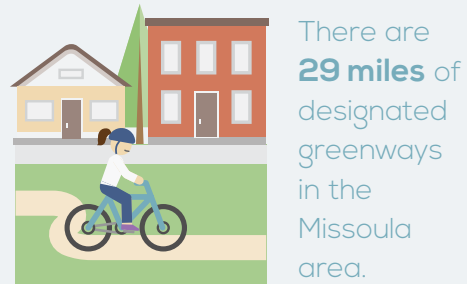 There are
29 miles of
designated
greenways
in the
Missoula
area.